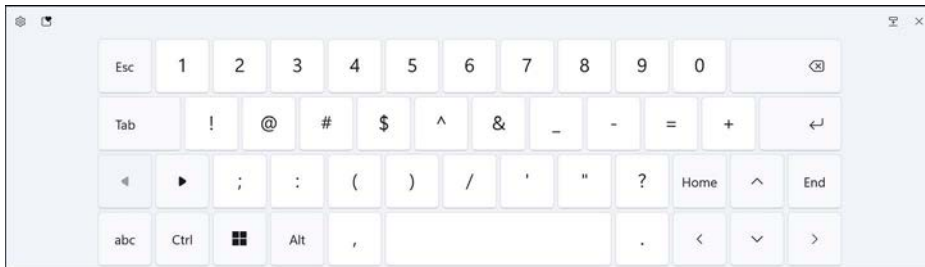 Esc 1 2 3 4 5 6 7 8 9 0
Tab ! @ # $ ^ & _ - = +
; : ( ) / ' " ? Home End
abc Ctrl Alt , .